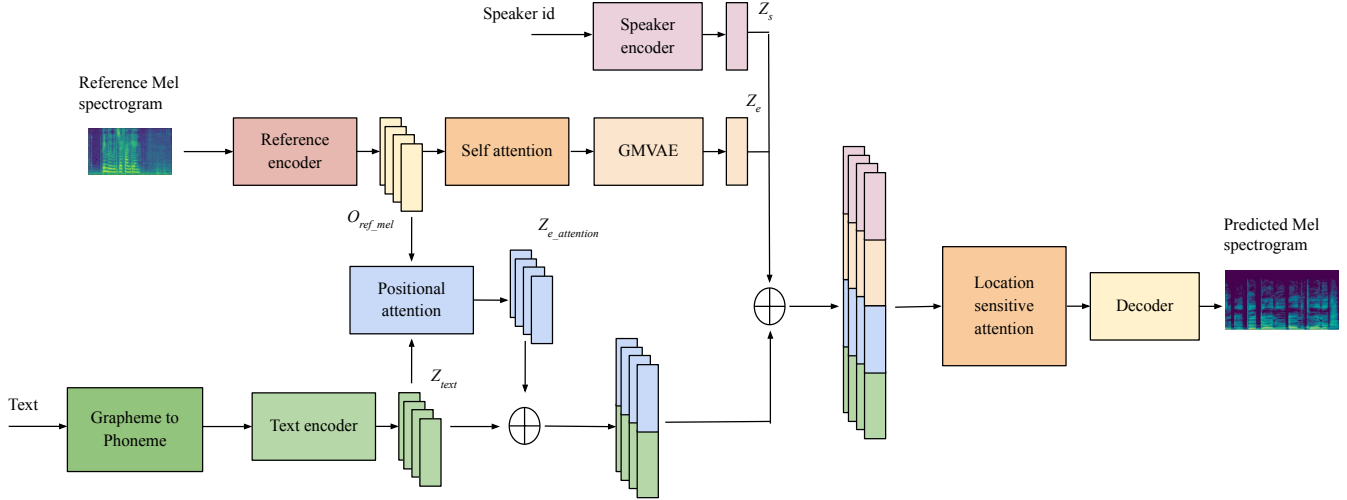 Speaker id
Speaker
encoder
Z_s
Reference Mel
spectrogram
Reference
encoder
Self attention
GMVAE
Z_e
O_ref_mel
Z_e_attention
Positional
attention
Predicted Mel
spectrogram
Location
sensitive
attention
Decoder
Text
Grapheme to
Phoneme
Text encoder
Z_text